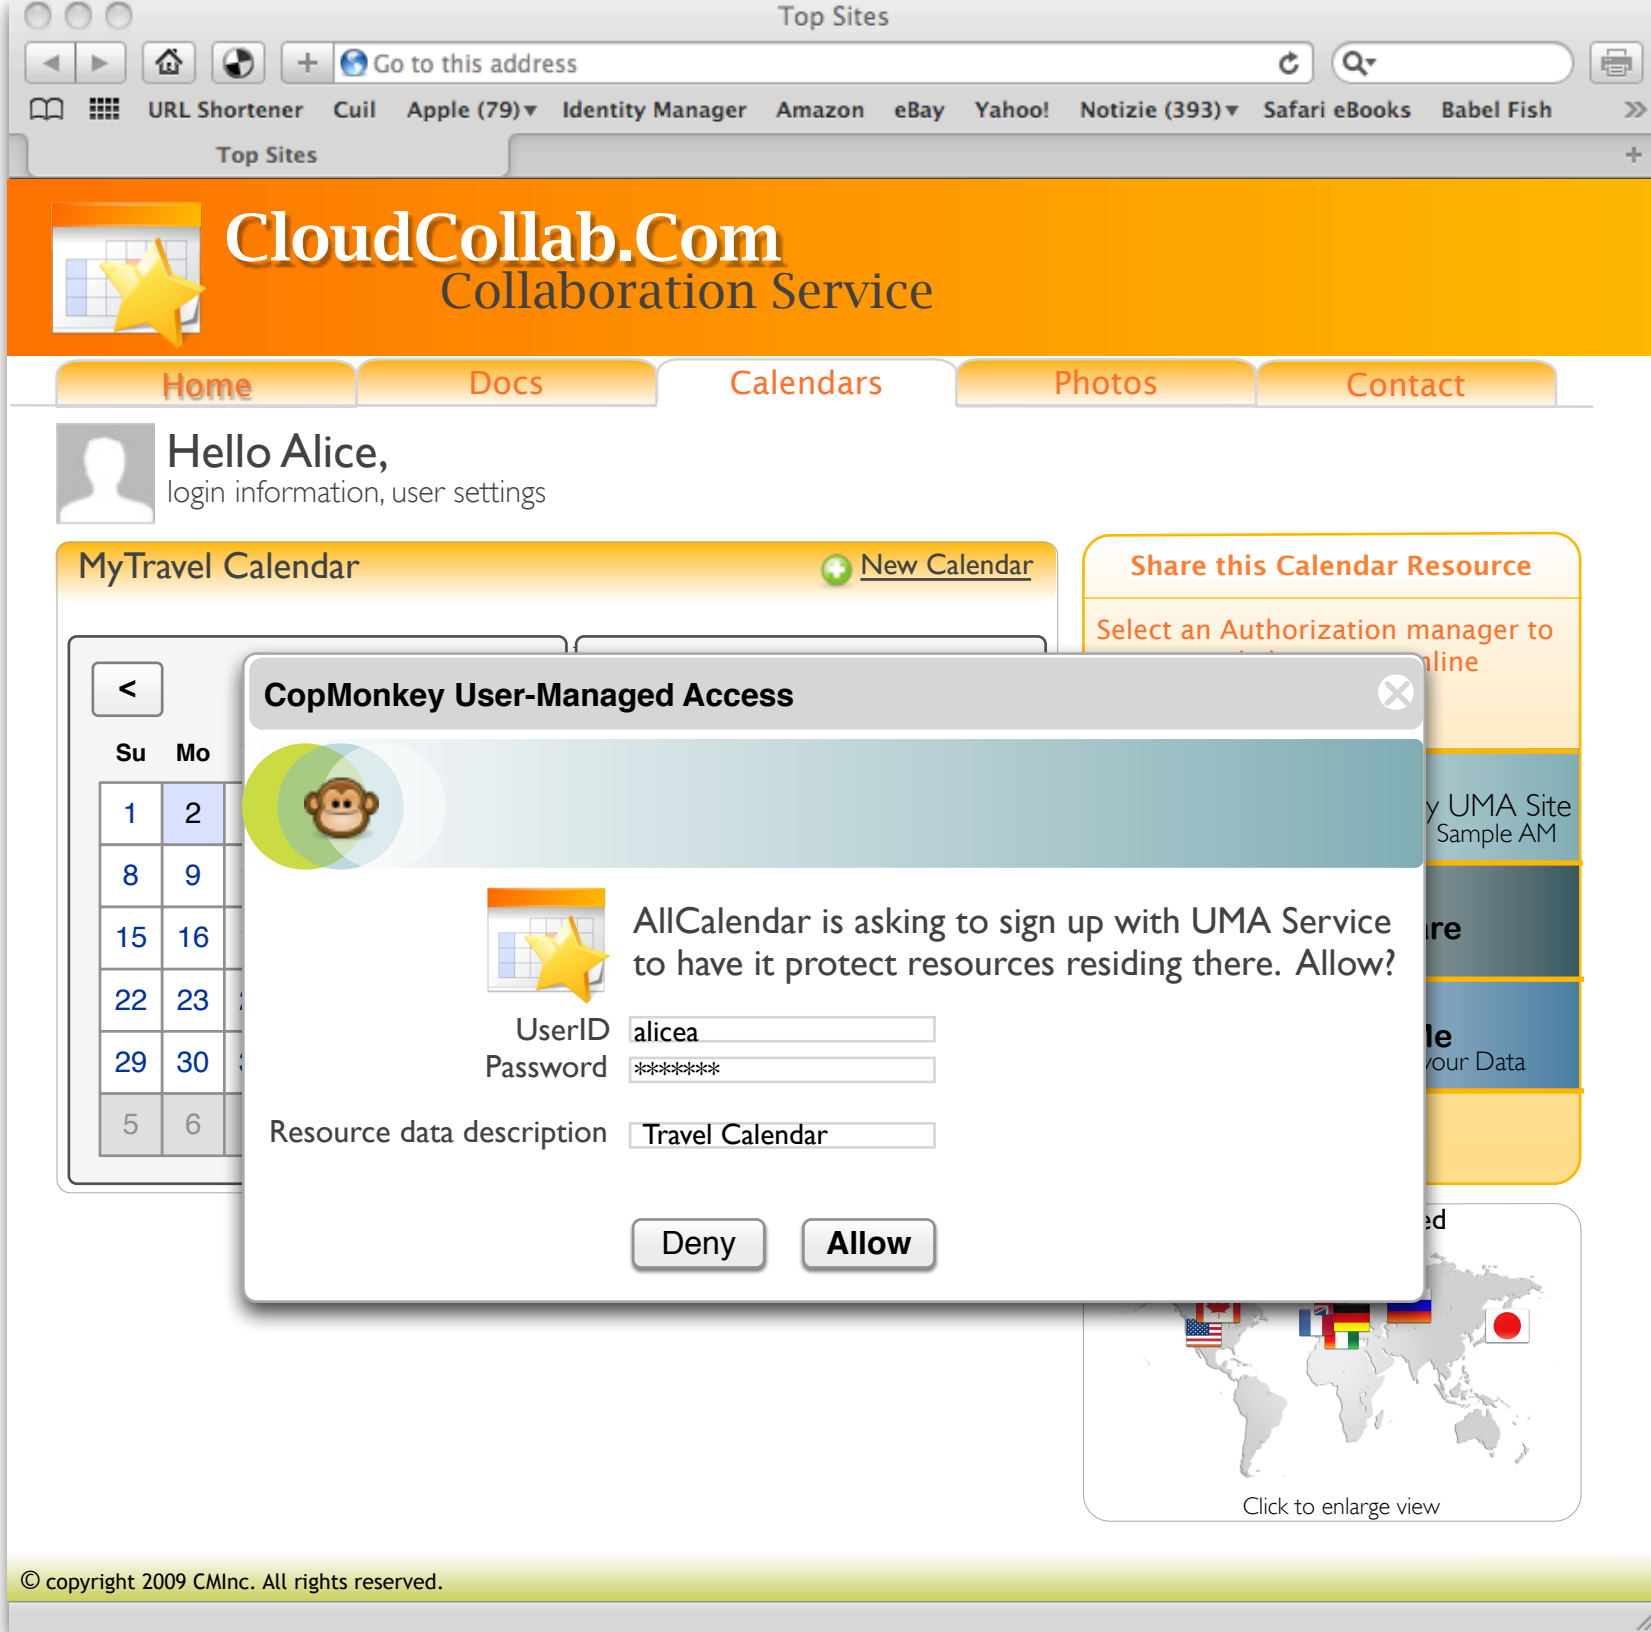 Top Sites
Go to this address
URL Shortener Cuil Apple (79)▾ Identity Manager Amazon eBay Yahoo! Notizie (393)▾ Safari eBooks Babel Fish »
Top Sites
CloudCollab.Com
Collaboration Service
Home Docs Calendars Photos Contact
Hello Alice,
login information, user settings
MyTravel Calendar
New Calendar
Share this Calendar Resource
Select an Authorization manager to
<
CopMonkey User-Managed Access
Su Mo
1 2
8 9
15 16
22 23
29 30
5 6
UMA Site
Sample AM
AllCalendar is asking to sign up with UMA Service
to have it protect resources residing there. Allow?
UserID alicea
Password *******
your Data
Resource data description Travel Calendar
Deny Allow
Click to enlarge view
© copyright 2009 CMInc. All rights reserved.